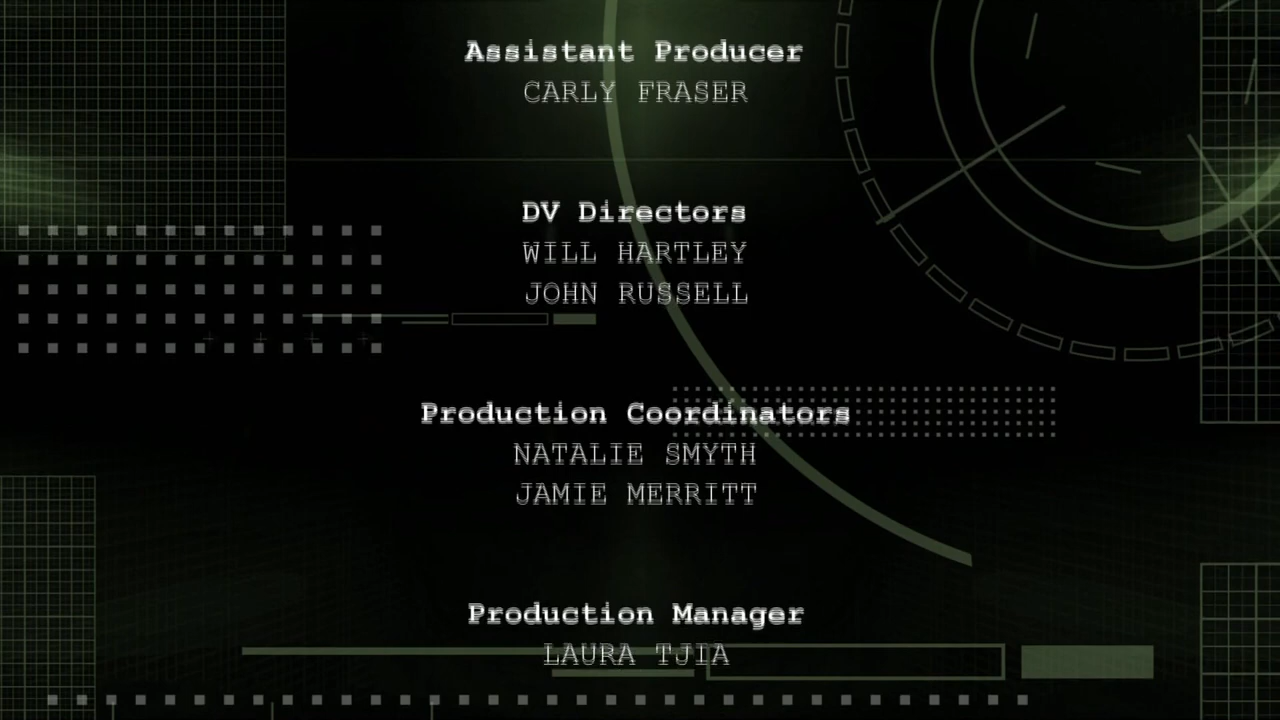 Assistant Producer
CARLY FRASER
DV Directors
WILL HARTLEY
JOHN RUSSELL
Production Coordinators
NATALIE SMYTH
JAMIE MERRITT
Production Manager
LAURA TJIA